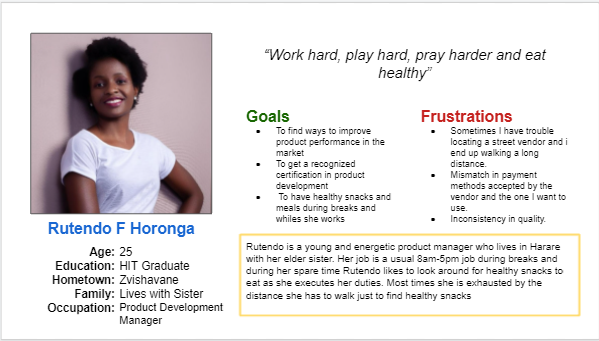 “Work hard, play hard, pray harder and eat
healthy”
Goals
● To find ways to improve
product performance in the
market
● To get a recognized
certification in product
development
● To have healthy snacks and
meals during breaks and
whiles she works
Frustrations
● Sometimes I have trouble
locating a street vendor and i
end up walking a long
distance.
● Mismatch in payment
methods accepted by the
vendor and the one I want to
use.
● Inconsistency in quality.
Rutendo F Horonga
Age: 25
Education: HIT Graduate
Hometown: Zvishavane
Family: Lives with Sister
Occupation: Product Development
Manager
Rutendo is a young and energetic product manager who lives in Harare
with her elder sister. Her job is a usual 8am-5pm job during breaks and
during her spare time Rutendo likes to look around for healthy snacks to
eat as she executes her duties. Most times she is exhausted by the
distance she has to walk just to find healthy snacks